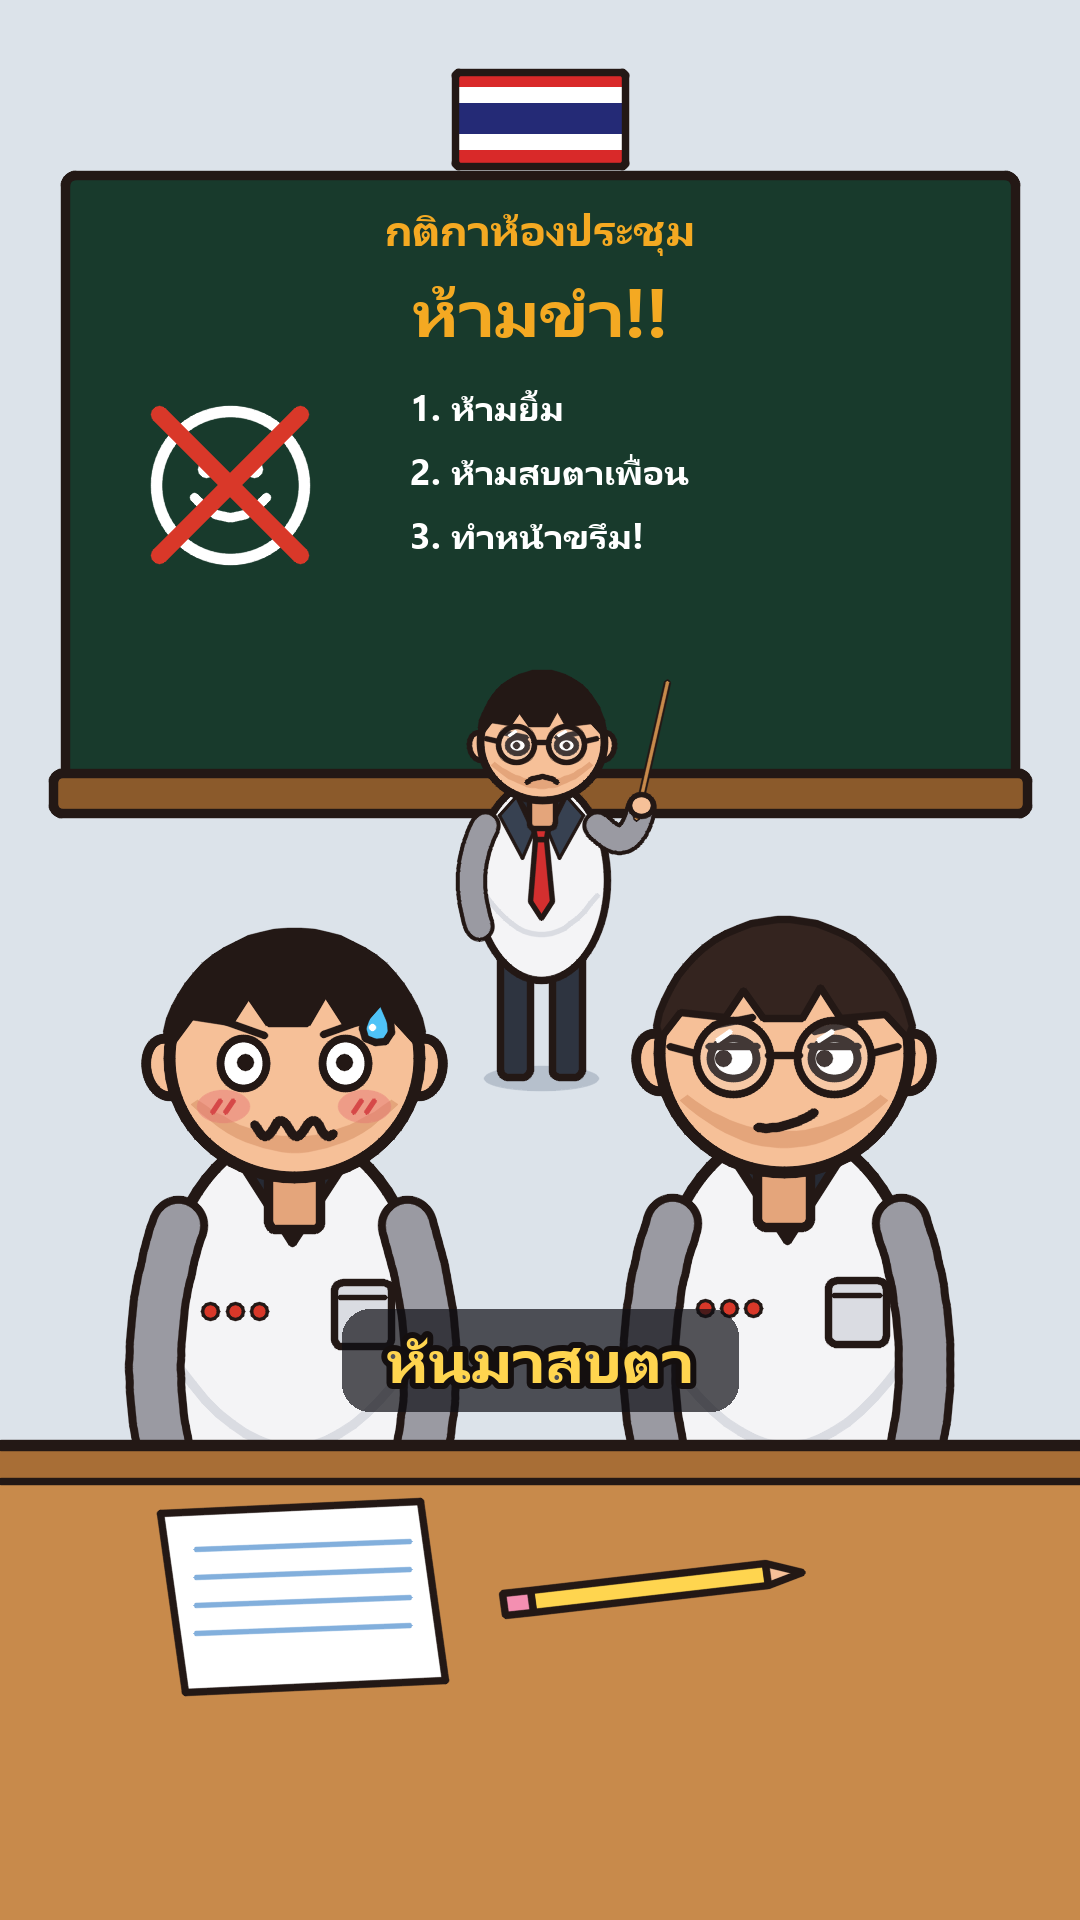 กติกาห้องประชุม
ห้ามขำ!!
1. ห้ามยิ้ม
2. ห้ามสบตาเพื่อน
3. ทำหน้าขรึม!
หันมาสบตา